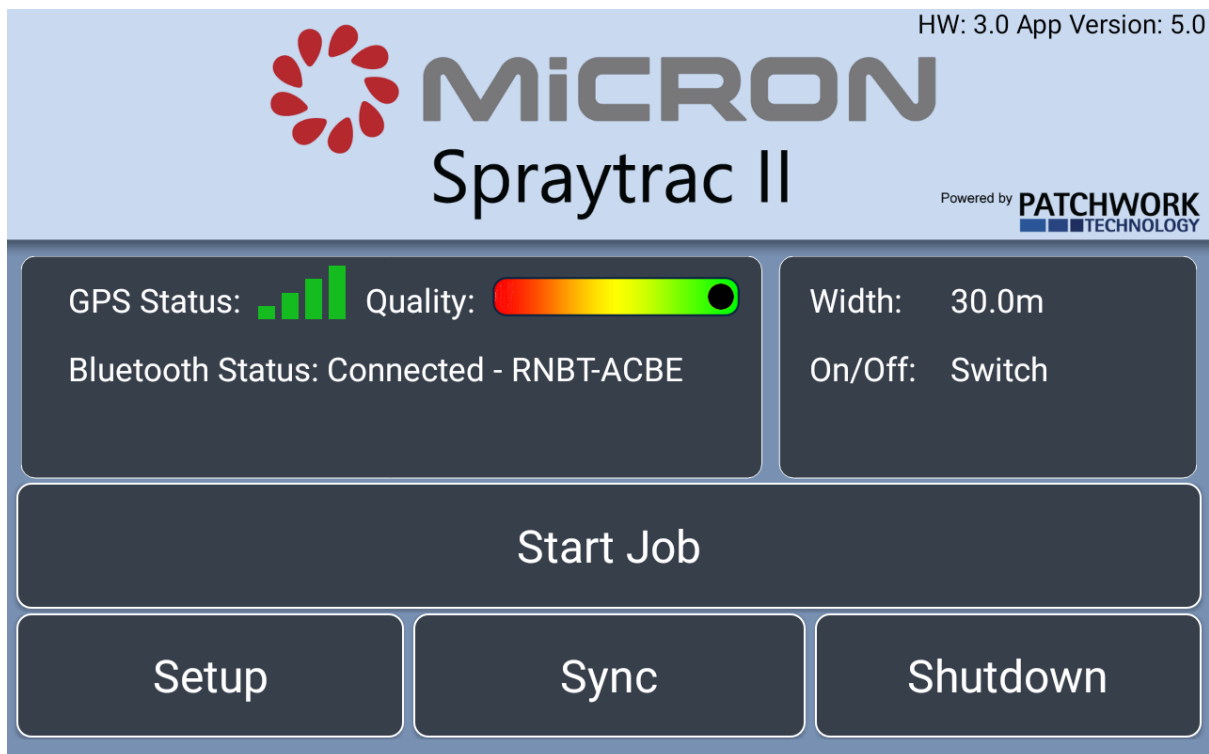 HW: 3.0 App Version: 5.0
MiCRON
Spraytrac II
Powered by PATCHWORK
TECHNOLOGY
GPS Status: Quality:
Bluetooth Status: Connected - RNBT-ACBE
Width: 30.0m
On/Off: Switch
Start Job
Setup
Sync
Shutdown